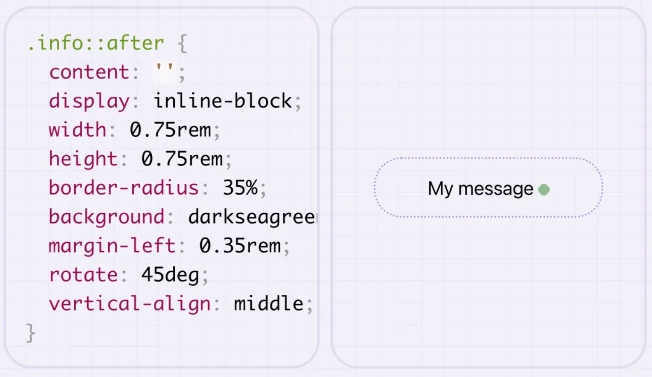 .info::after {
content: '';
display: inline-block;
width: 0.75rem;
height: 0.75rem;
border-radius: 35%;
background: darkseagree
margin-left: 0.35rem;
rotate: 45deg;
vertical-align: middle;
}
My message